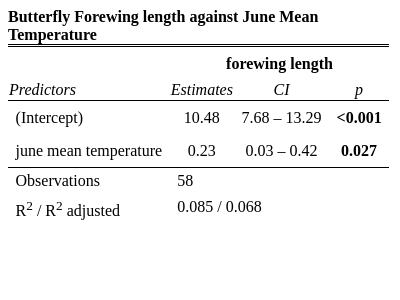 Butterfly Forewing length against June Mean
Temperature
forewing length
Predictors Estimates CI p
(Intercept) 10.48 7.68 – 13.29 <0.001
june mean temperature 0.23 0.03 – 0.42 0.027
Observations 58
R2 / R2 adjusted 0.085 / 0.068